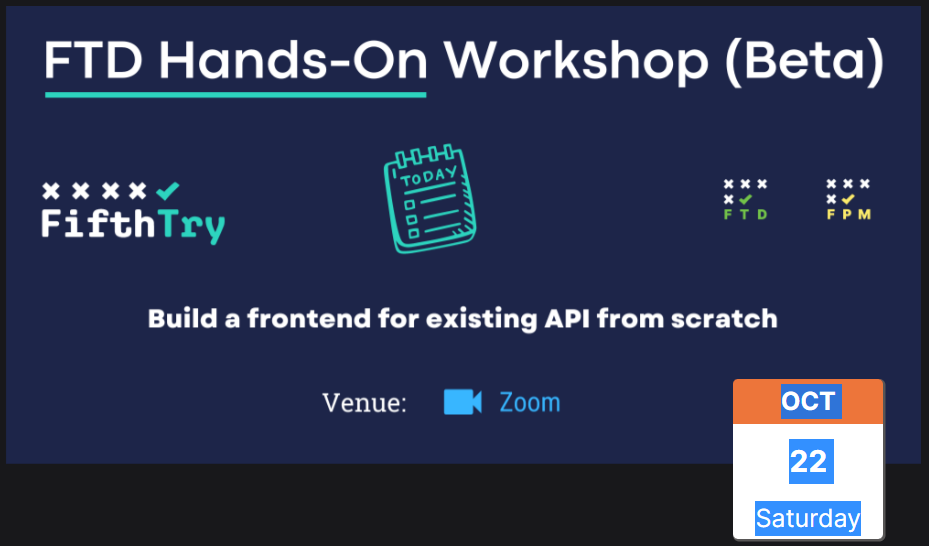 FTD Hands-On Workshop (Beta)
TODAY
FifthTry
FTD
FPM
Build a frontend for existing API from scratch
Venue: Zoom
OCT
22
Saturday